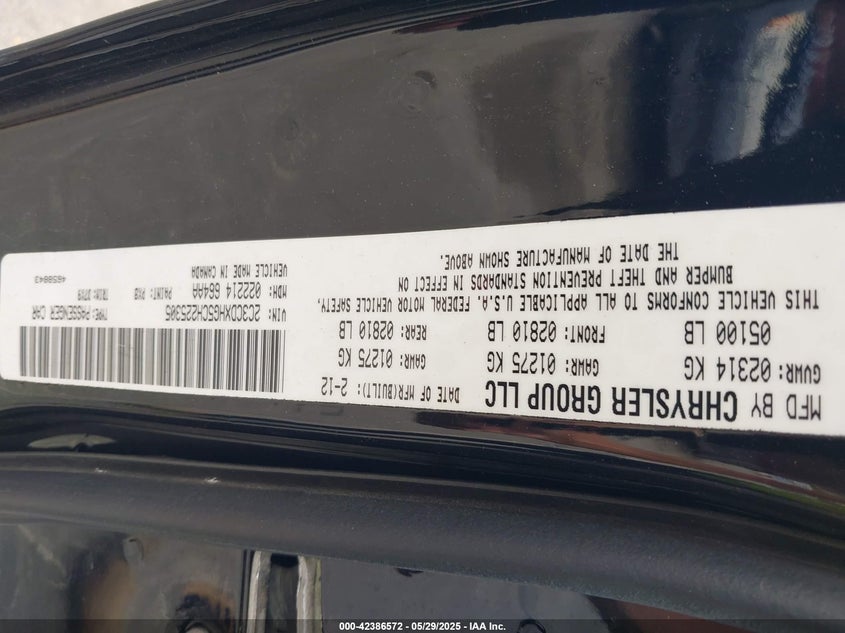 MFD BY CHRYSLER GROUP LLC
DATE OF MFR(BUILT): 2-12
GVWR: 02314 KG
GAWR: 01275 KG
GAWR: 01275 KG
05100 LB
FRONT: 02810 LB
REAR: 02810 LB
THIS VEHICLE CONFORMS TO ALL APPLICABLE U.S.A. FEDERAL MOTOR VEHICLE SAFETY,
BUMPER AND THEFT PREVENTION STANDARDS IN EFFECT ON
THE DATE OF MANUFACTURE SHOWN ABOVE.
VIN: 2C3CDXHG5CH225305
TYPE: PASSENGER CAR
MDH: 022214 664AA
PAINT: PXB
TRIM: D7X9
VEHICLE MADE IN CANADA
4658843
000-42386572 | 05/29/2025 - IAA Inc.